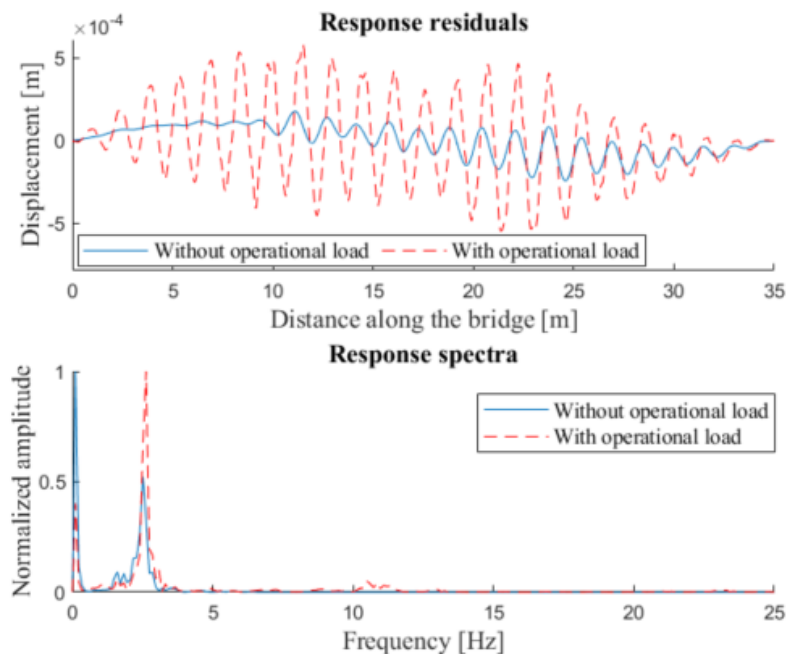 Response residuals
×10⁻⁴
Displacement [m]
5
0
-5
Without operational load
With operational load
0 5 10 15 20 25 30 35
Distance along the bridge [m]
Response spectra
Normalized amplitude
1
0.5
0
Without operational load
With operational load
0 5 10 15 20 25
Frequency [Hz]